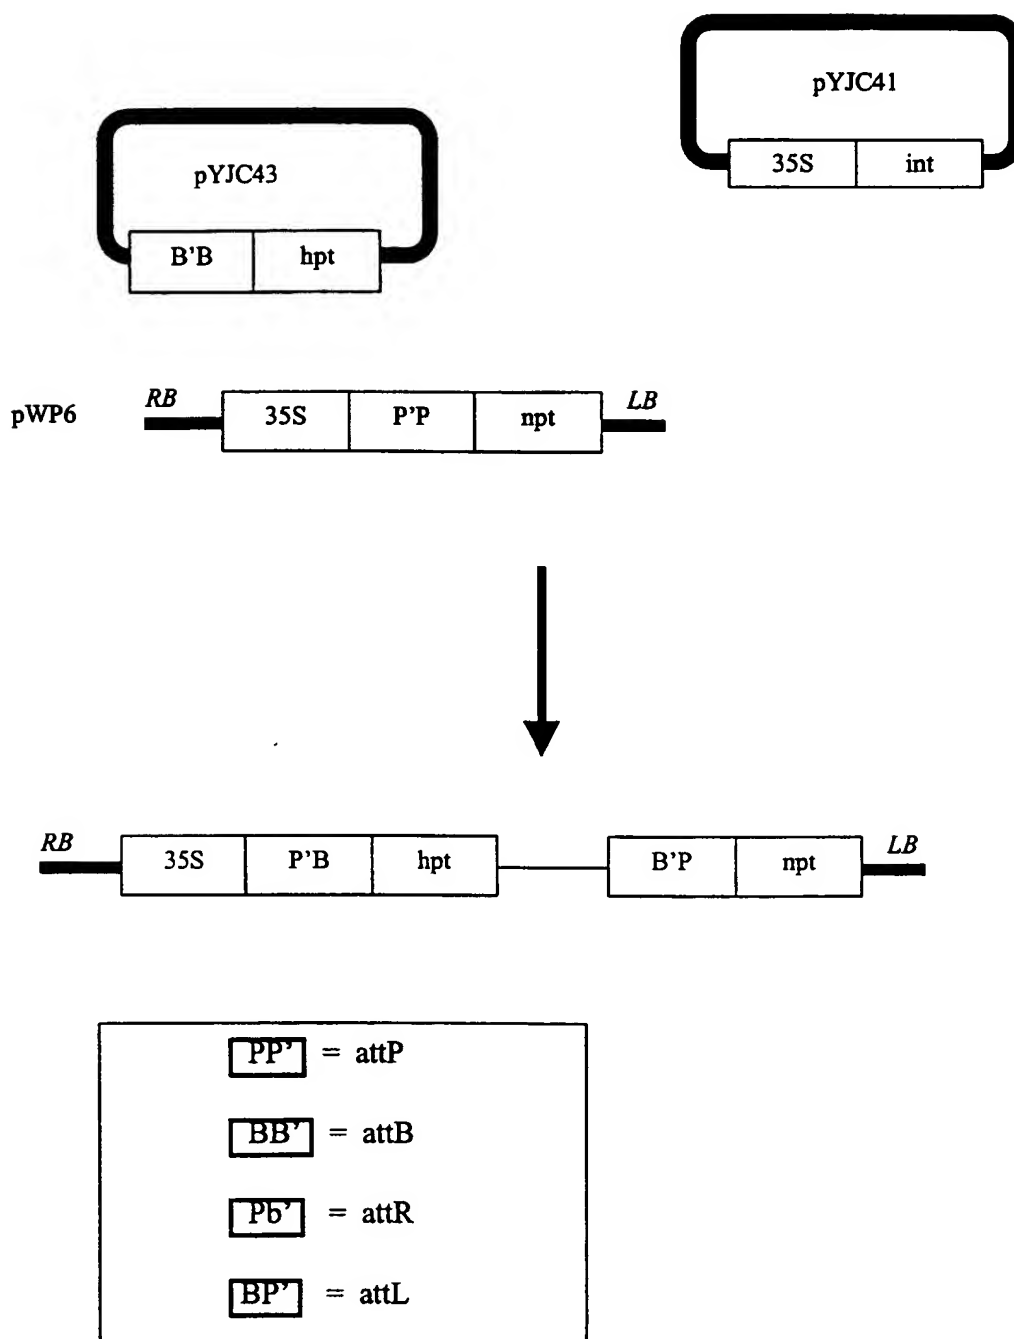 pYJC41
35S int
pYJC43
B'B hpt
pWP6 RB 35S P'P npt LB
RB 35S P'B hpt B'P npt LB
PP' = attP
BB' = attB
Pb' = attR
BP' = attL